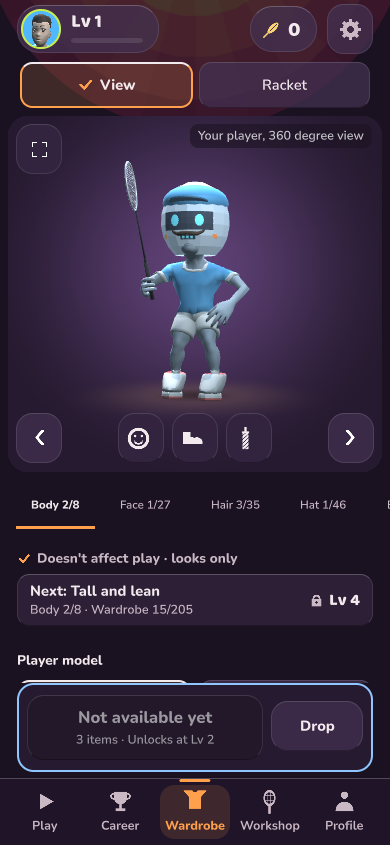 Lv 1
0
View
Racket
Your player, 360 degree view
Body 2/8
Face 1/27
Hair 3/35
Hat 1/46
Doesn't affect play · looks only
Next: Tall and lean
Body 2/8 · Wardrobe 15/205
Lv 4
Player model
Not available yet
3 items · Unlocks at Lv 2
Drop
Play
Career
Wardrobe
Workshop
Profile